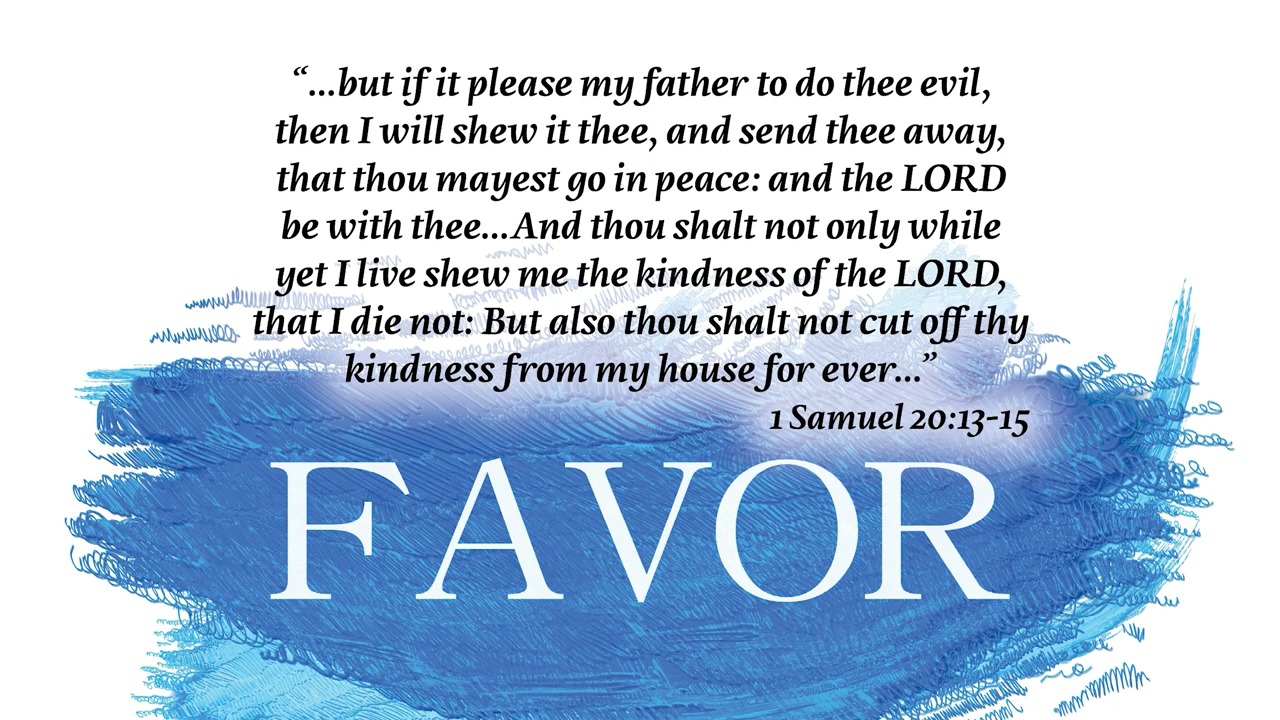 “...but if it please my father to do thee evil,
then I will shew it thee, and send thee away,
that thou mayest go in peace: and the LORD
be with thee...And thou shalt not only while
yet I live shew me the kindness of the LORD,
that I die not: But also thou shalt not cut off thy
kindness from my house for ever...”
1 Samuel 20:13-15
FAVOR